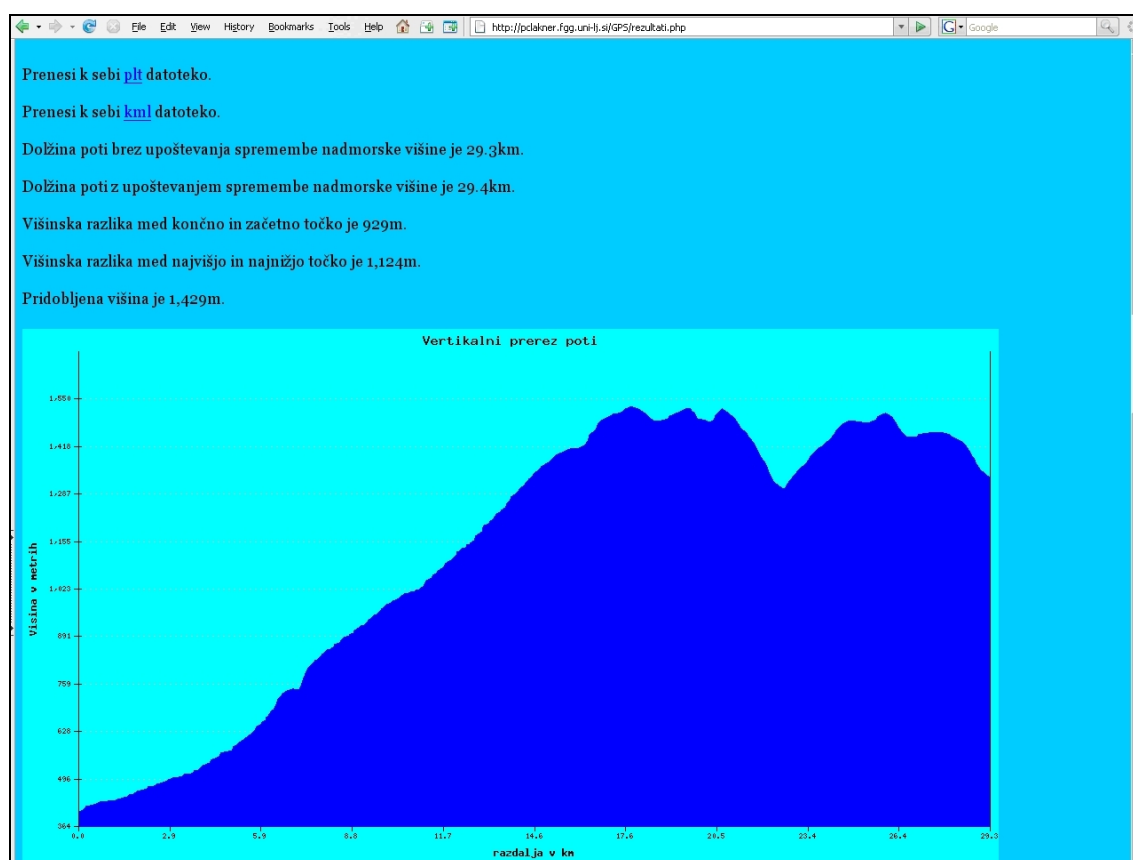 File Edit View History Bookmarks Tools Help http://pclakner.fgg.uni-lj.si/GPS/rezultati.php G Google
Prenesi k sebi plt datoteko.
Prenesi k sebi kml datoteko.
Dolžina poti brez upoštevanja spremembe nadmorske višine je 29.3km.
Dolžina poti z upoštevanjem spremembe nadmorske višine je 29.4km.
Višinska razlika med končno in začetno točko je 929m.
Višinska razlika med najvišjo in najnižjo točko je 1,124m.
Pridobljena višina je 1,429m.
Vertikalni prerez poti
1,550
1,418
1,287
1,155
1,023
891
759
628
496
364
Visina v metrih
0.0 2.9 5.9 8.8 11.7 14.6 17.6 20.5 23.4 26.4 29.3
razdalja v km